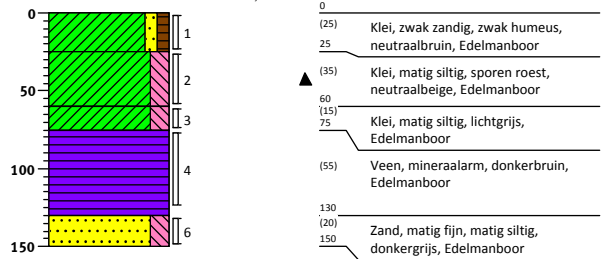 0
50
100
150
1
2
3
4
6
0
(25)
Klei, zwak zandig, zwak humeus,
25
neutraalbruin, Edelmanboor
(35)
Klei, matig siltig, sporen roest,
neutraalbeige, Edelmanboor
60
(15)
75
Klei, matig siltig, lichtgrijs,
Edelmanboor
(55)
Veen, mineraalarm, donkerbruin,
Edelmanboor
130
(20)
Zand, matig fijn, matig siltig,
150
donkergrijs, Edelmanboor